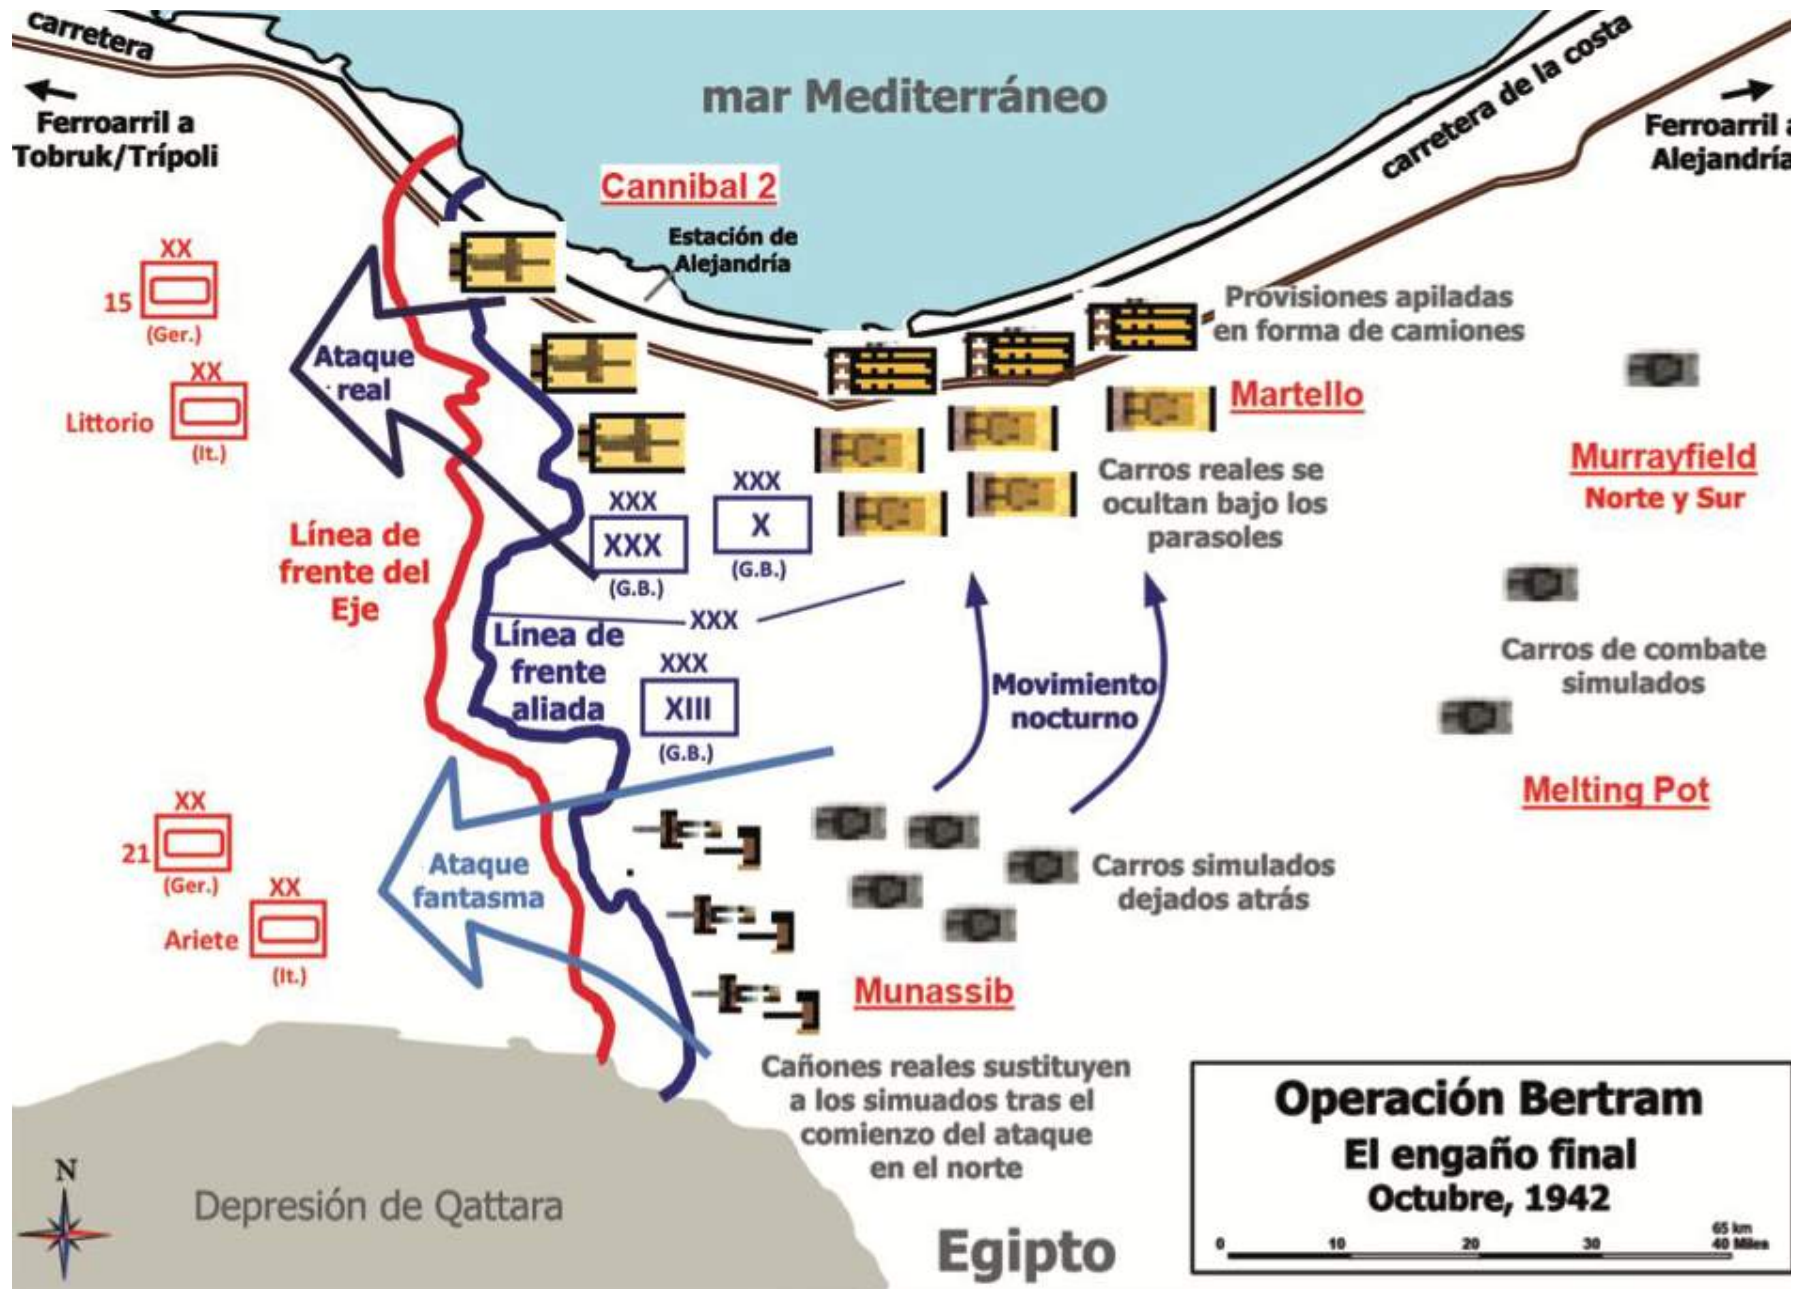 carretera
mar Mediterráneo
carretera de la costa
Ferroarril a
Tobruk/Trípoli
Ferroarril a
Alejandría
Cannibal 2
Estación de
Alejandría
XX
15
(Ger.)
XX
Littorio
(It.)
Ataque
real
Provisiones apiladas
en forma de camiones
Martello
Carros reales se
ocultan bajo los
parasoles
Murrayfield
Norte y Sur
XXX
XXX
(G.B.)
XXX
X
(G.B.)
Línea de
frente del
Eje
XXX
Línea de
frente
aliada
XXX
XIII
(G.B.)
Movimiento
nocturno
Carros de combate
simulados
Melting Pot
XX
21
(Ger.)
XX
Ariete
(It.)
Ataque
fantasma
Carros simulados
dejados atrás
Munassib
Cañones reales sustituyen
a los simuados tras el
comienzo del ataque
en el norte
N
Depresión de Qattara
Egipto
Operación Bertram
El engaño final
Octubre, 1942
65 km
0 10 20 30 40 Miles